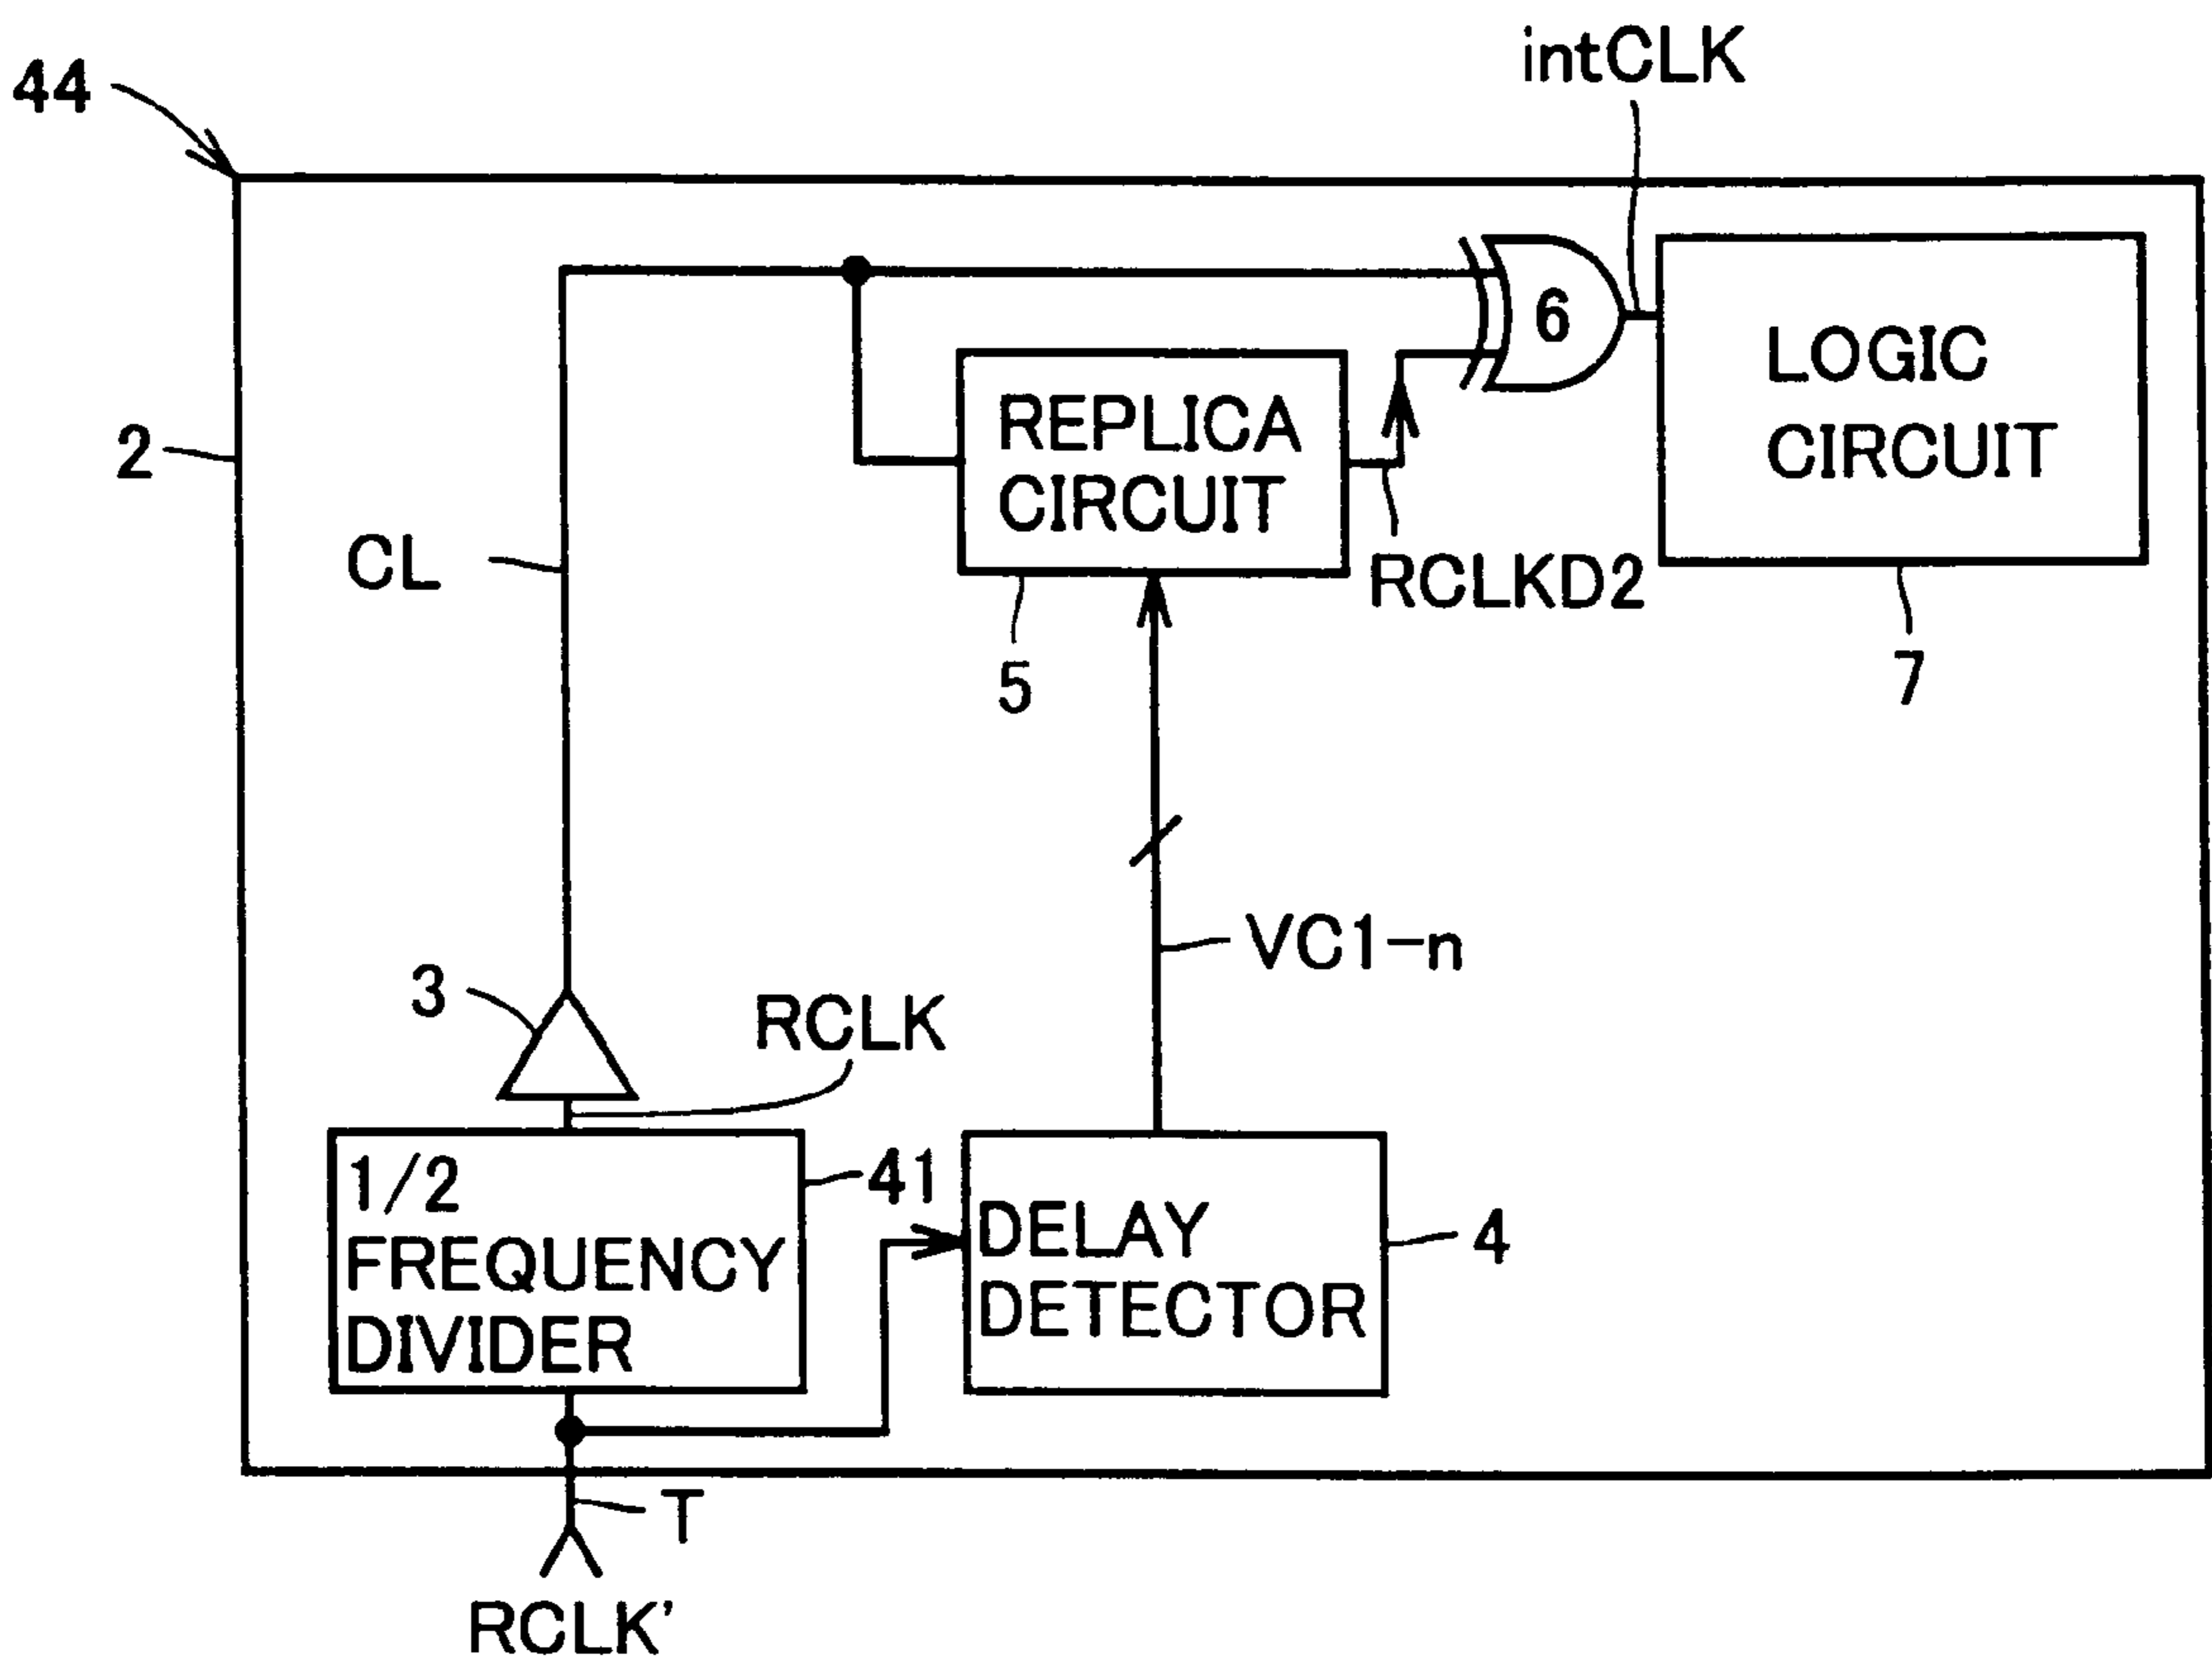 intCLK
44
6
LOGIC
CIRCUIT
REPLICA
CIRCUIT
2
CL
RCLKD2
5
7
VC1-n
3
RCLK
1/2
FREQUENCY
DIVIDER
41
DELAY
DETECTOR
4
T
RCLK'